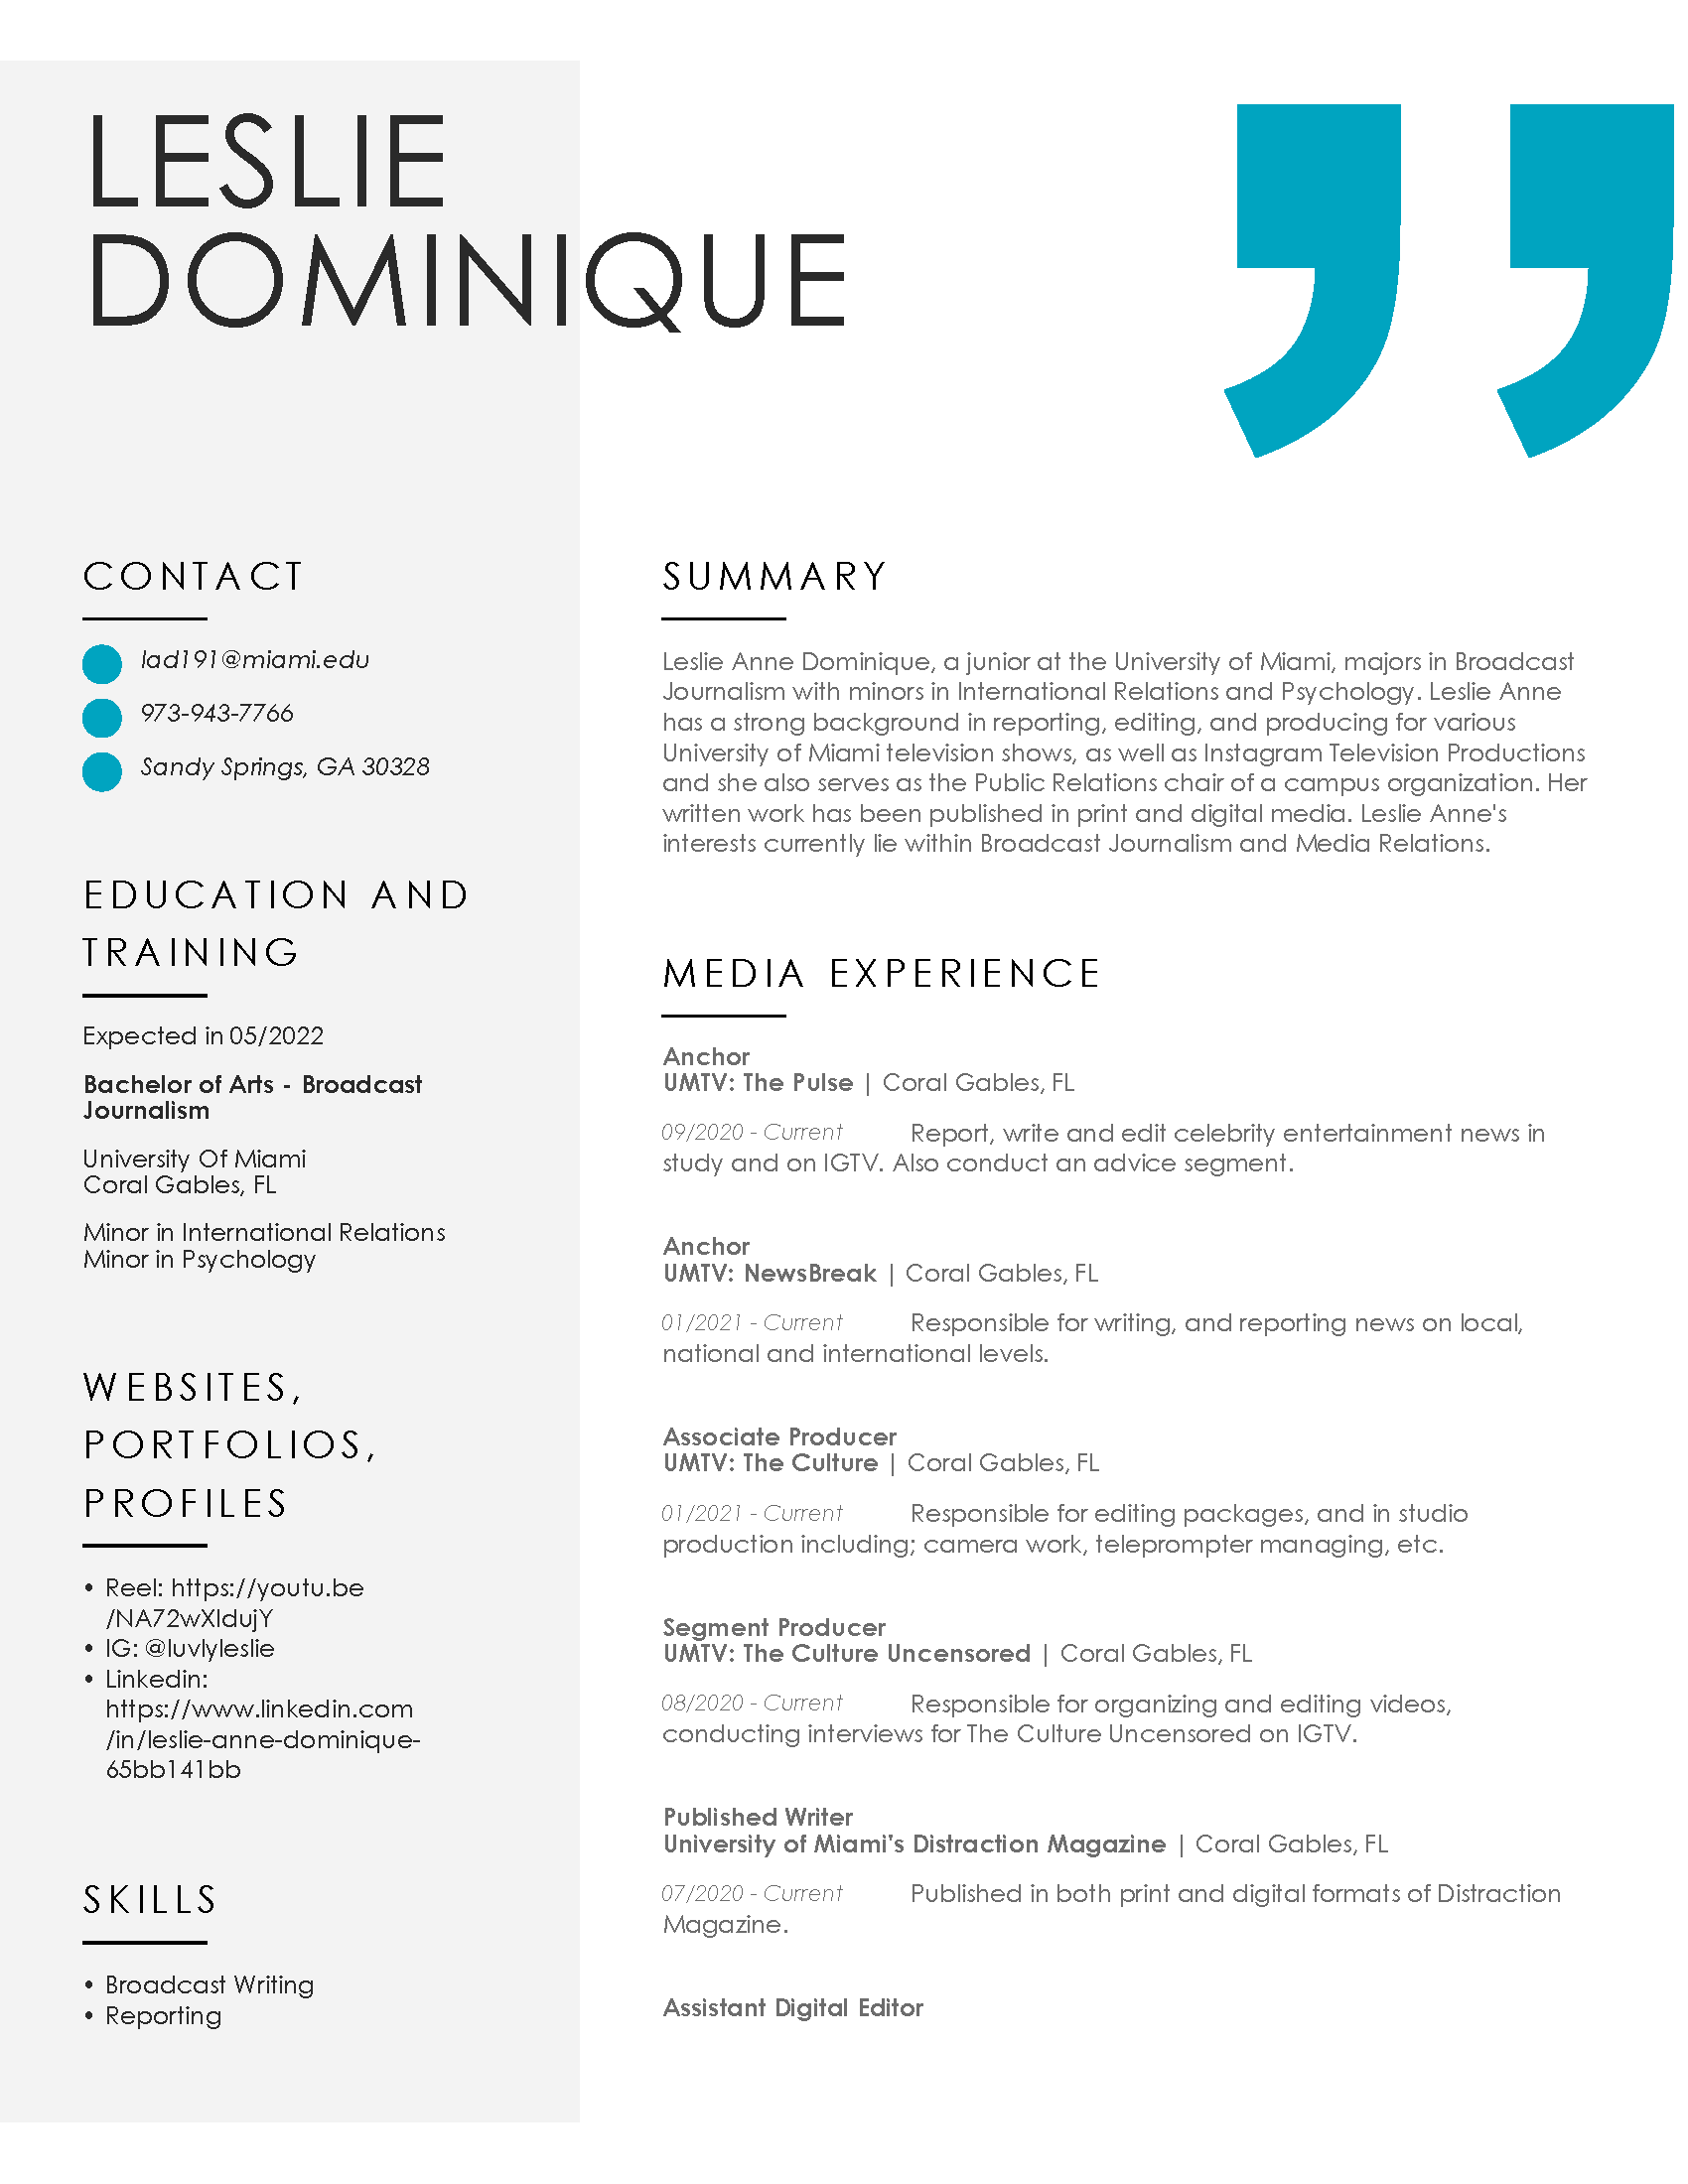 LESLIE
DOMINIQUE
CONTACT
lad191@miami.edu
973-943-7766
Sandy Springs, GA 30328
EDUCATION AND
TRAINING
Expected in 05/2022
Bachelor of Arts - Broadcast
Journalism
University Of Miami
Coral Gables, FL
Minor in International Relations
Minor in Psychology
WEBSITES,
PORTFOLIOS,
PROFILES
• Reel: https://youtu.be
/NA72wXldujY
• IG: @luvlyleslie
• Linkedin:
https://www.linkedin.com
/in/leslie-anne-dominique-
65bb141bb
SKILLS
• Broadcast Writing
• Reporting
SUMMARY
Leslie Anne Dominique, a junior at the University of Miami, majors in Broadcast
Journalism with minors in International Relations and Psychology. Leslie Anne
has a strong background in reporting, editing, and producing for various
University of Miami television shows, as well as Instagram Television Productions
and she also serves as the Public Relations chair of a campus organization. Her
written work has been published in print and digital media. Leslie Anne's
interests currently lie within Broadcast Journalism and Media Relations.
MEDIA EXPERIENCE
Anchor
UMTV: The Pulse | Coral Gables, FL
09/2020 - Current Report, write and edit celebrity entertainment news in
study and on IGTV. Also conduct an advice segment.
Anchor
UMTV: NewsBreak | Coral Gables, FL
01/2021 - Current Responsible for writing, and reporting news on local,
national and international levels.
Associate Producer
UMTV: The Culture | Coral Gables, FL
01/2021 - Current Responsible for editing packages, and in studio
production including; camera work, teleprompter managing, etc.
Segment Producer
UMTV: The Culture Uncensored | Coral Gables, FL
08/2020 - Current Responsible for organizing and editing videos,
conducting interviews for The Culture Uncensored on IGTV.
Published Writer
University of Miami's Distraction Magazine | Coral Gables, FL
07/2020 - Current Published in both print and digital formats of Distraction
Magazine.
Assistant Digital Editor